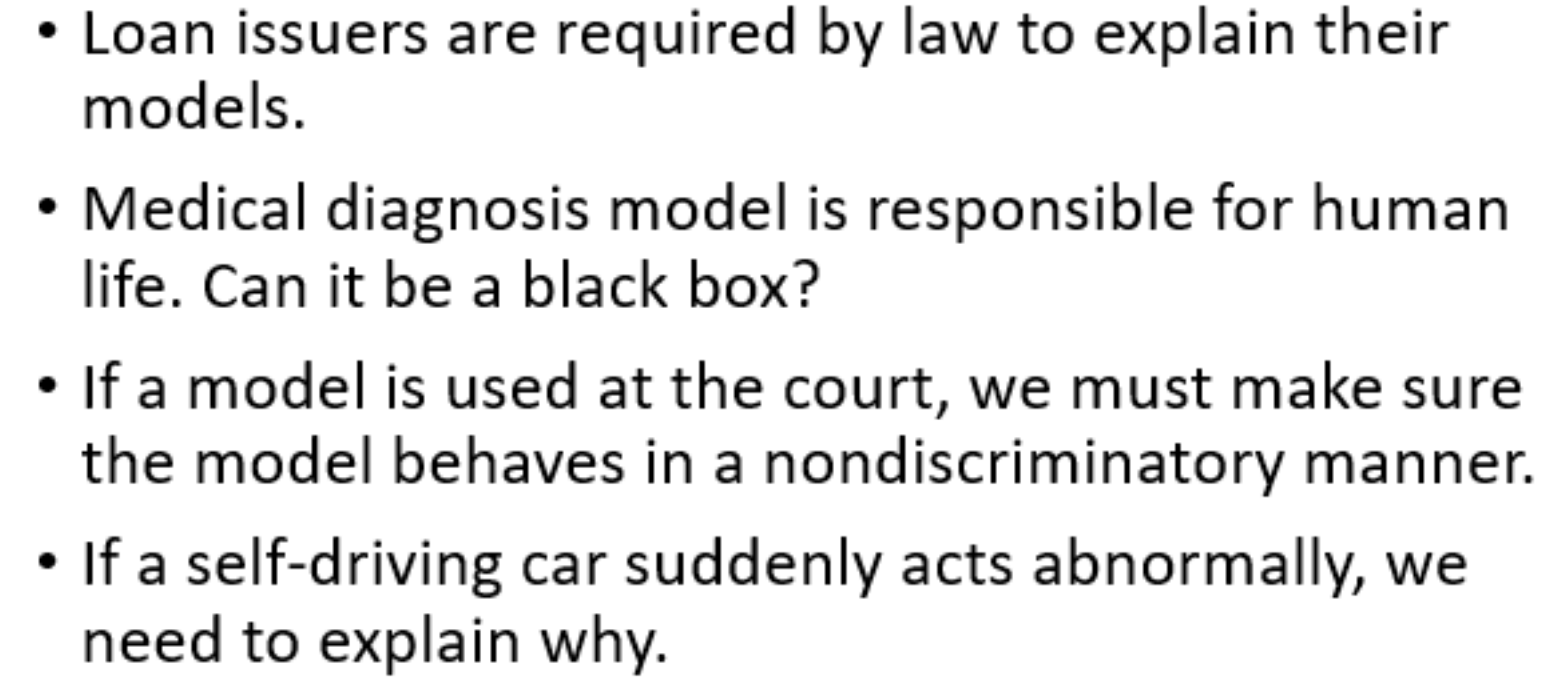 • Loan issuers are required by law to explain their
models.
• Medical diagnosis model is responsible for human
life. Can it be a black box?
• If a model is used at the court, we must make sure
the model behaves in a nondiscriminatory manner.
• If a self-driving car suddenly acts abnormally, we
need to explain why.